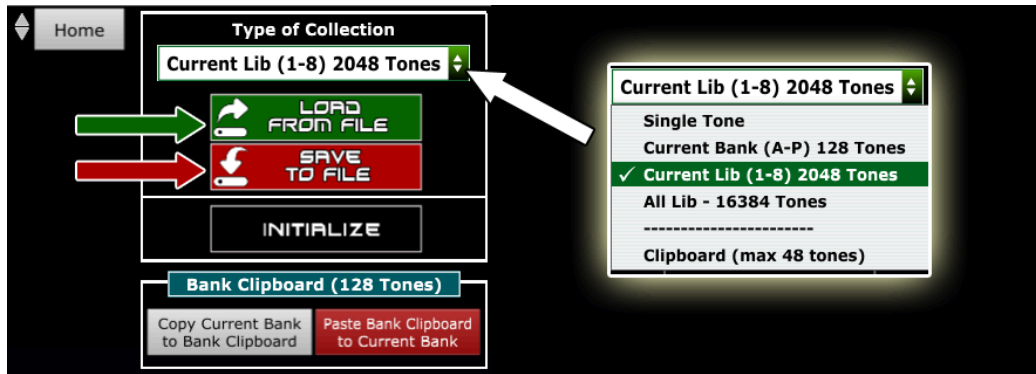 Home
Type of Collection
Current Lib (1-8) 2048 Tones
LOAD
FROM FILE
SAVE
TO FILE
INITIALIZE
Bank Clipboard (128 Tones)
Copy Current Bank
to Bank Clipboard
Paste Bank Clipboard
to Current Bank
Current Lib (1-8) 2048 Tones
Single Tone
Current Bank (A-P) 128 Tones
✓ Current Lib (1-8) 2048 Tones
All Lib - 16384 Tones
------------------------
Clipboard (max 48 tones)